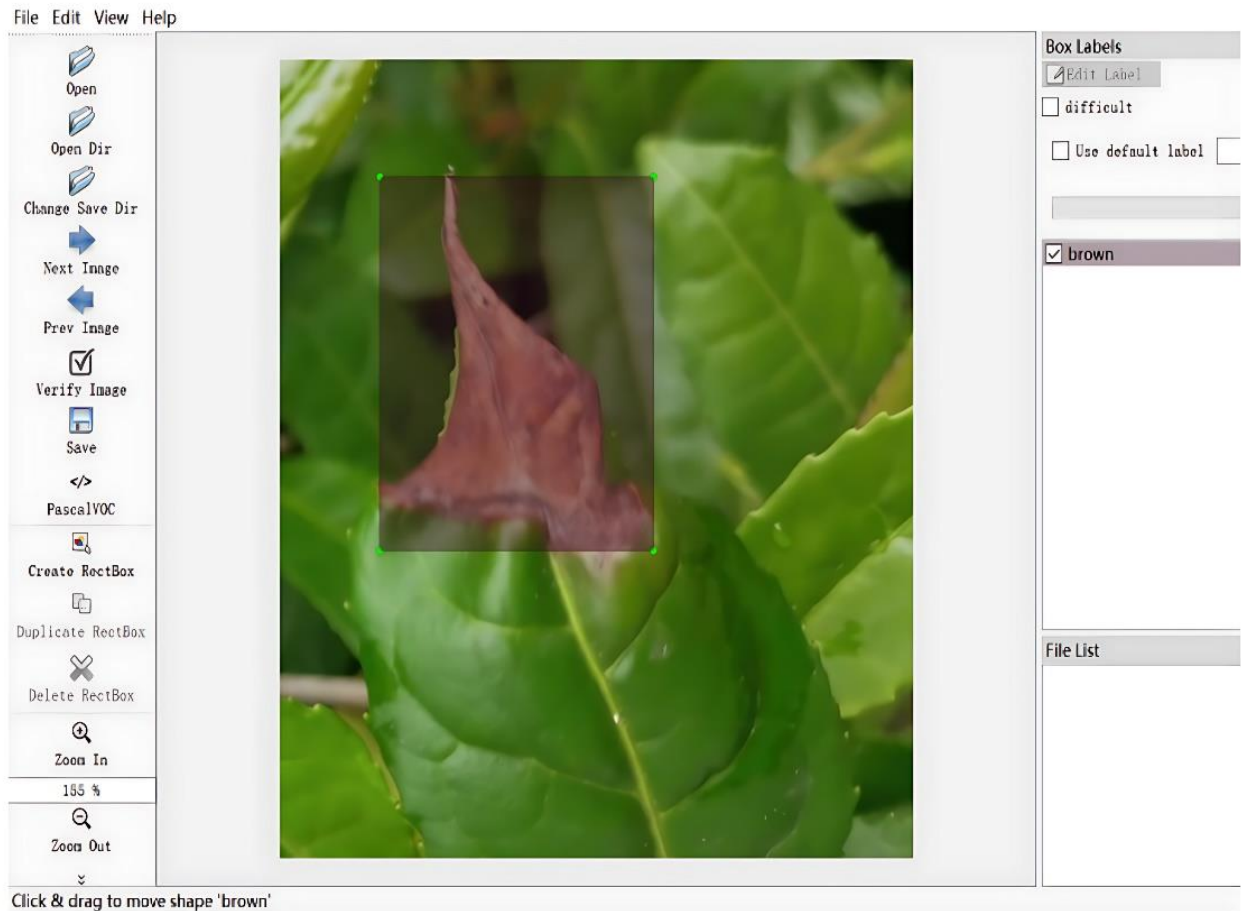 File Edit View Help
Open
Open Dir
Change Save Dir
Next Image
Prev Image
Verify Image
Save
</>
PascalVOC
Create RectBox
Duplicate RectBox
Delete RectBox
Zoom In
155 %
Zoom Out
Click & drag to move shape 'brown'
Box Labels
Edit Label
difficult
Use default label
brown
File List